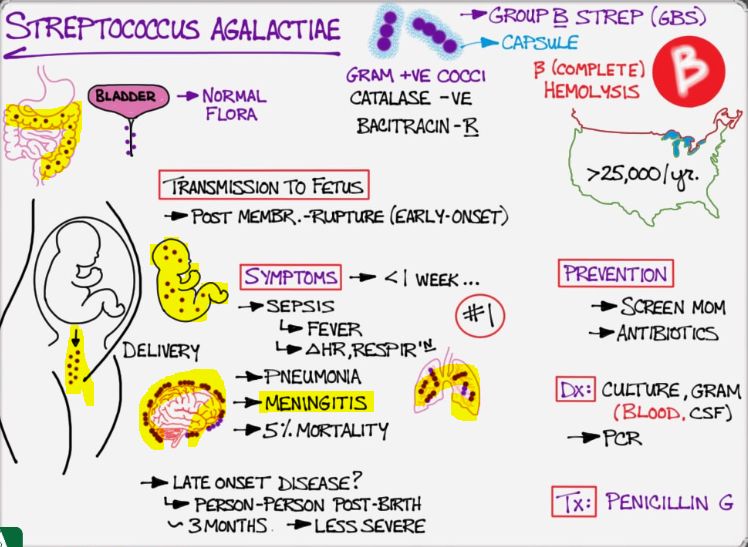 STREPTOCOCCUS AGALACTIAE
GROUP B STREP (GBS)
CAPSULE
GRAM +VE COCCI
CATALASE -VE
BACITRACIN-R
β (COMPLETE)
HEMOLYSIS
B
BLADDER
NORMAL
FLORA
>25,000/yr.
TRANSMISSION TO FETUS
POST MEMBR.-RUPTURE (EARLY-ONSET)
SYMPTOMS → <1 WEEK...
SEPSIS
FEVER
ΔHR, RESPIR'N
#1
PNEUMONIA
MENINGITIS
5% MORTALITY
DELIVERY
LATE ONSET DISEASE?
PERSON-PERSON POST-BIRTH
~3 MONTHS → LESS SEVERE
PREVENTION
SCREEN MOM
ANTIBIOTICS
Dx: CULTURE, GRAM
(BLOOD, CSF)
PCR
Tx: PENICILLIN G